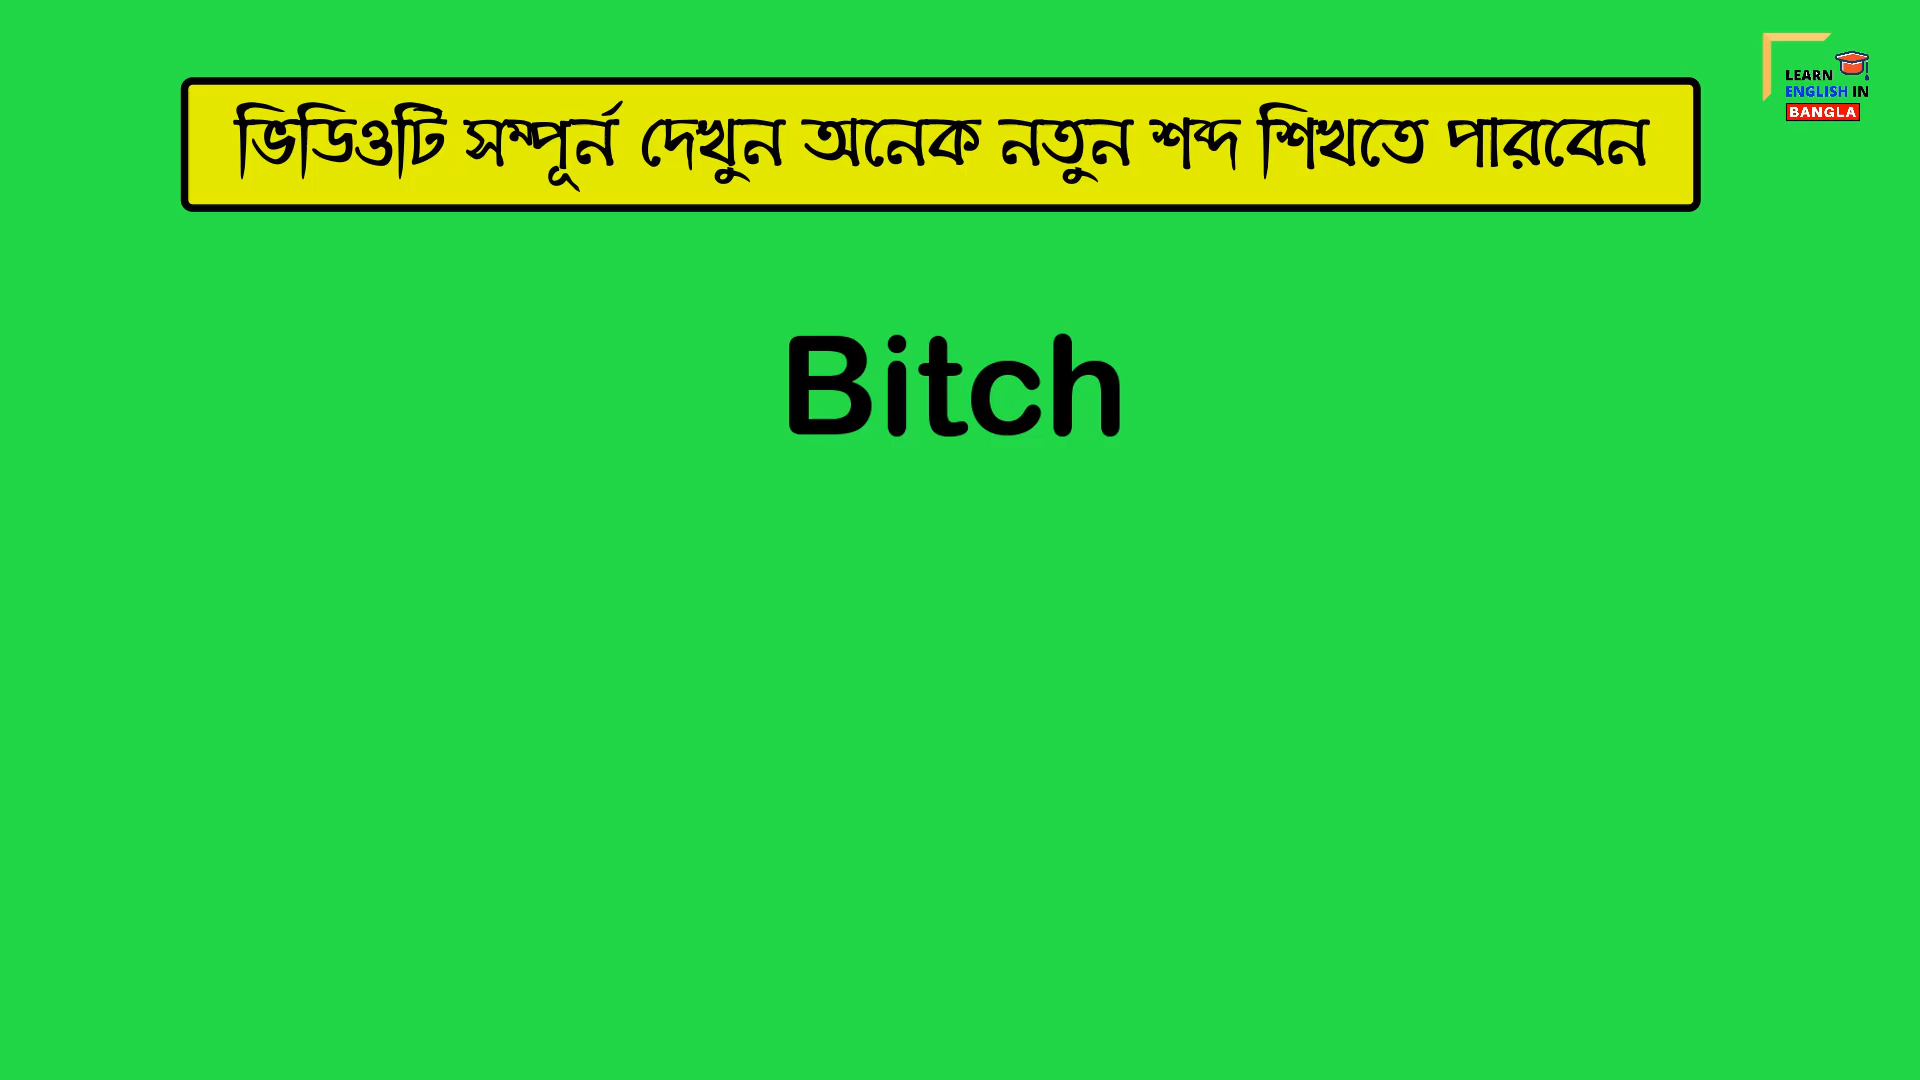 ভিডিওটি সম্পূর্ন দেখুন অনেক নতুন শব্দ শিখতে পারবেন
LEARN
ENGLISH IN
BANGLA
Bitch